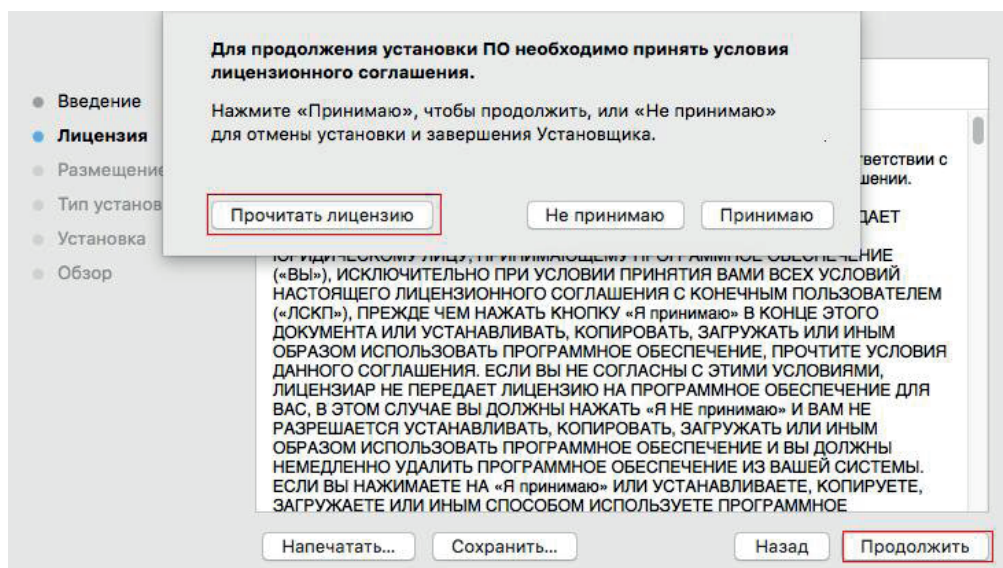 Для продолжения установки ПО необходимо принять условия
лицензионного соглашения.
Нажмите «Принимаю», чтобы продолжить, или «Не принимаю»
для отмены установки и завершения Установщика.
Прочитать лицензию
Не принимаю
Принимаю
Введение
Лицензия
Размещение
Тип установ
Установка
Обзор
ветствии с
шении.
ДАЕТ
ЮРИДИЧЕСКОМУ ЛИЦУ, ПРИНИМАЮЩЕМУ ПРОГРАММНОЕ ОБЕСПЕЧЕНИЕ
(«ВЫ»), ИСКЛЮЧИТЕЛЬНО ПРИ УСЛОВИИ ПРИНЯТИЯ ВАМИ ВСЕХ УСЛОВИЙ
НАСТОЯЩЕГО ЛИЦЕНЗИОННОГО СОГЛАШЕНИЯ С КОНЕЧНЫМ ПОЛЬЗОВАТЕЛЕМ
(«ЛСКП»), ПРЕЖДЕ ЧЕМ НАЖАТЬ КНОПКУ «Я принимаю» В КОНЦЕ ЭТОГО
ДОКУМЕНТА ИЛИ УСТАНАВЛИВАТЬ, КОПИРОВАТЬ, ЗАГРУЖАТЬ ИЛИ ИНЫМ
ОБРАЗОМ ИСПОЛЬЗОВАТЬ ПРОГРАММНОЕ ОБЕСПЕЧЕНИЕ, ПРОЧТИТЕ УСЛОВИЯ
ДАННОГО СОГЛАШЕНИЯ. ЕСЛИ ВЫ НЕ СОГЛАСНЫ С ЭТИМИ УСЛОВИЯМИ,
ЛИЦЕНЗИАР НЕ ПЕРЕДАЕТ ЛИЦЕНЗИЮ НА ПРОГРАММНОЕ ОБЕСПЕЧЕНИЕ ДЛЯ
ВАС, В ЭТОМ СЛУЧАЕ ВЫ ДОЛЖНЫ НАЖАТЬ «Я НЕ принимаю» И ВАМ НЕ
РАЗРЕШАЕТСЯ УСТАНАВЛИВАТЬ, КОПИРОВАТЬ, ЗАГРУЖАТЬ ИЛИ ИНЫМ
ОБРАЗОМ ИСПОЛЬЗОВАТЬ ПРОГРАММНОЕ ОБЕСПЕЧЕНИЕ И ВЫ ДОЛЖНЫ
НЕМЕДЛЕННО УДАЛИТЬ ПРОГРАММНОЕ ОБЕСПЕЧЕНИЕ ИЗ ВАШЕЙ СИСТЕМЫ.
ЕСЛИ ВЫ НАЖИМАЕТЕ НА «Я принимаю» ИЛИ УСТАНАВЛИВАЕТЕ, КОПИРУЕТЕ,
ЗАГРУЖАЕТЕ ИЛИ ИНЫМ СПОСОБОМ ИСПОЛЬЗУЕТЕ ПРОГРАММНОЕ
Напечатать...
Сохранить...
Назад
Продолжить